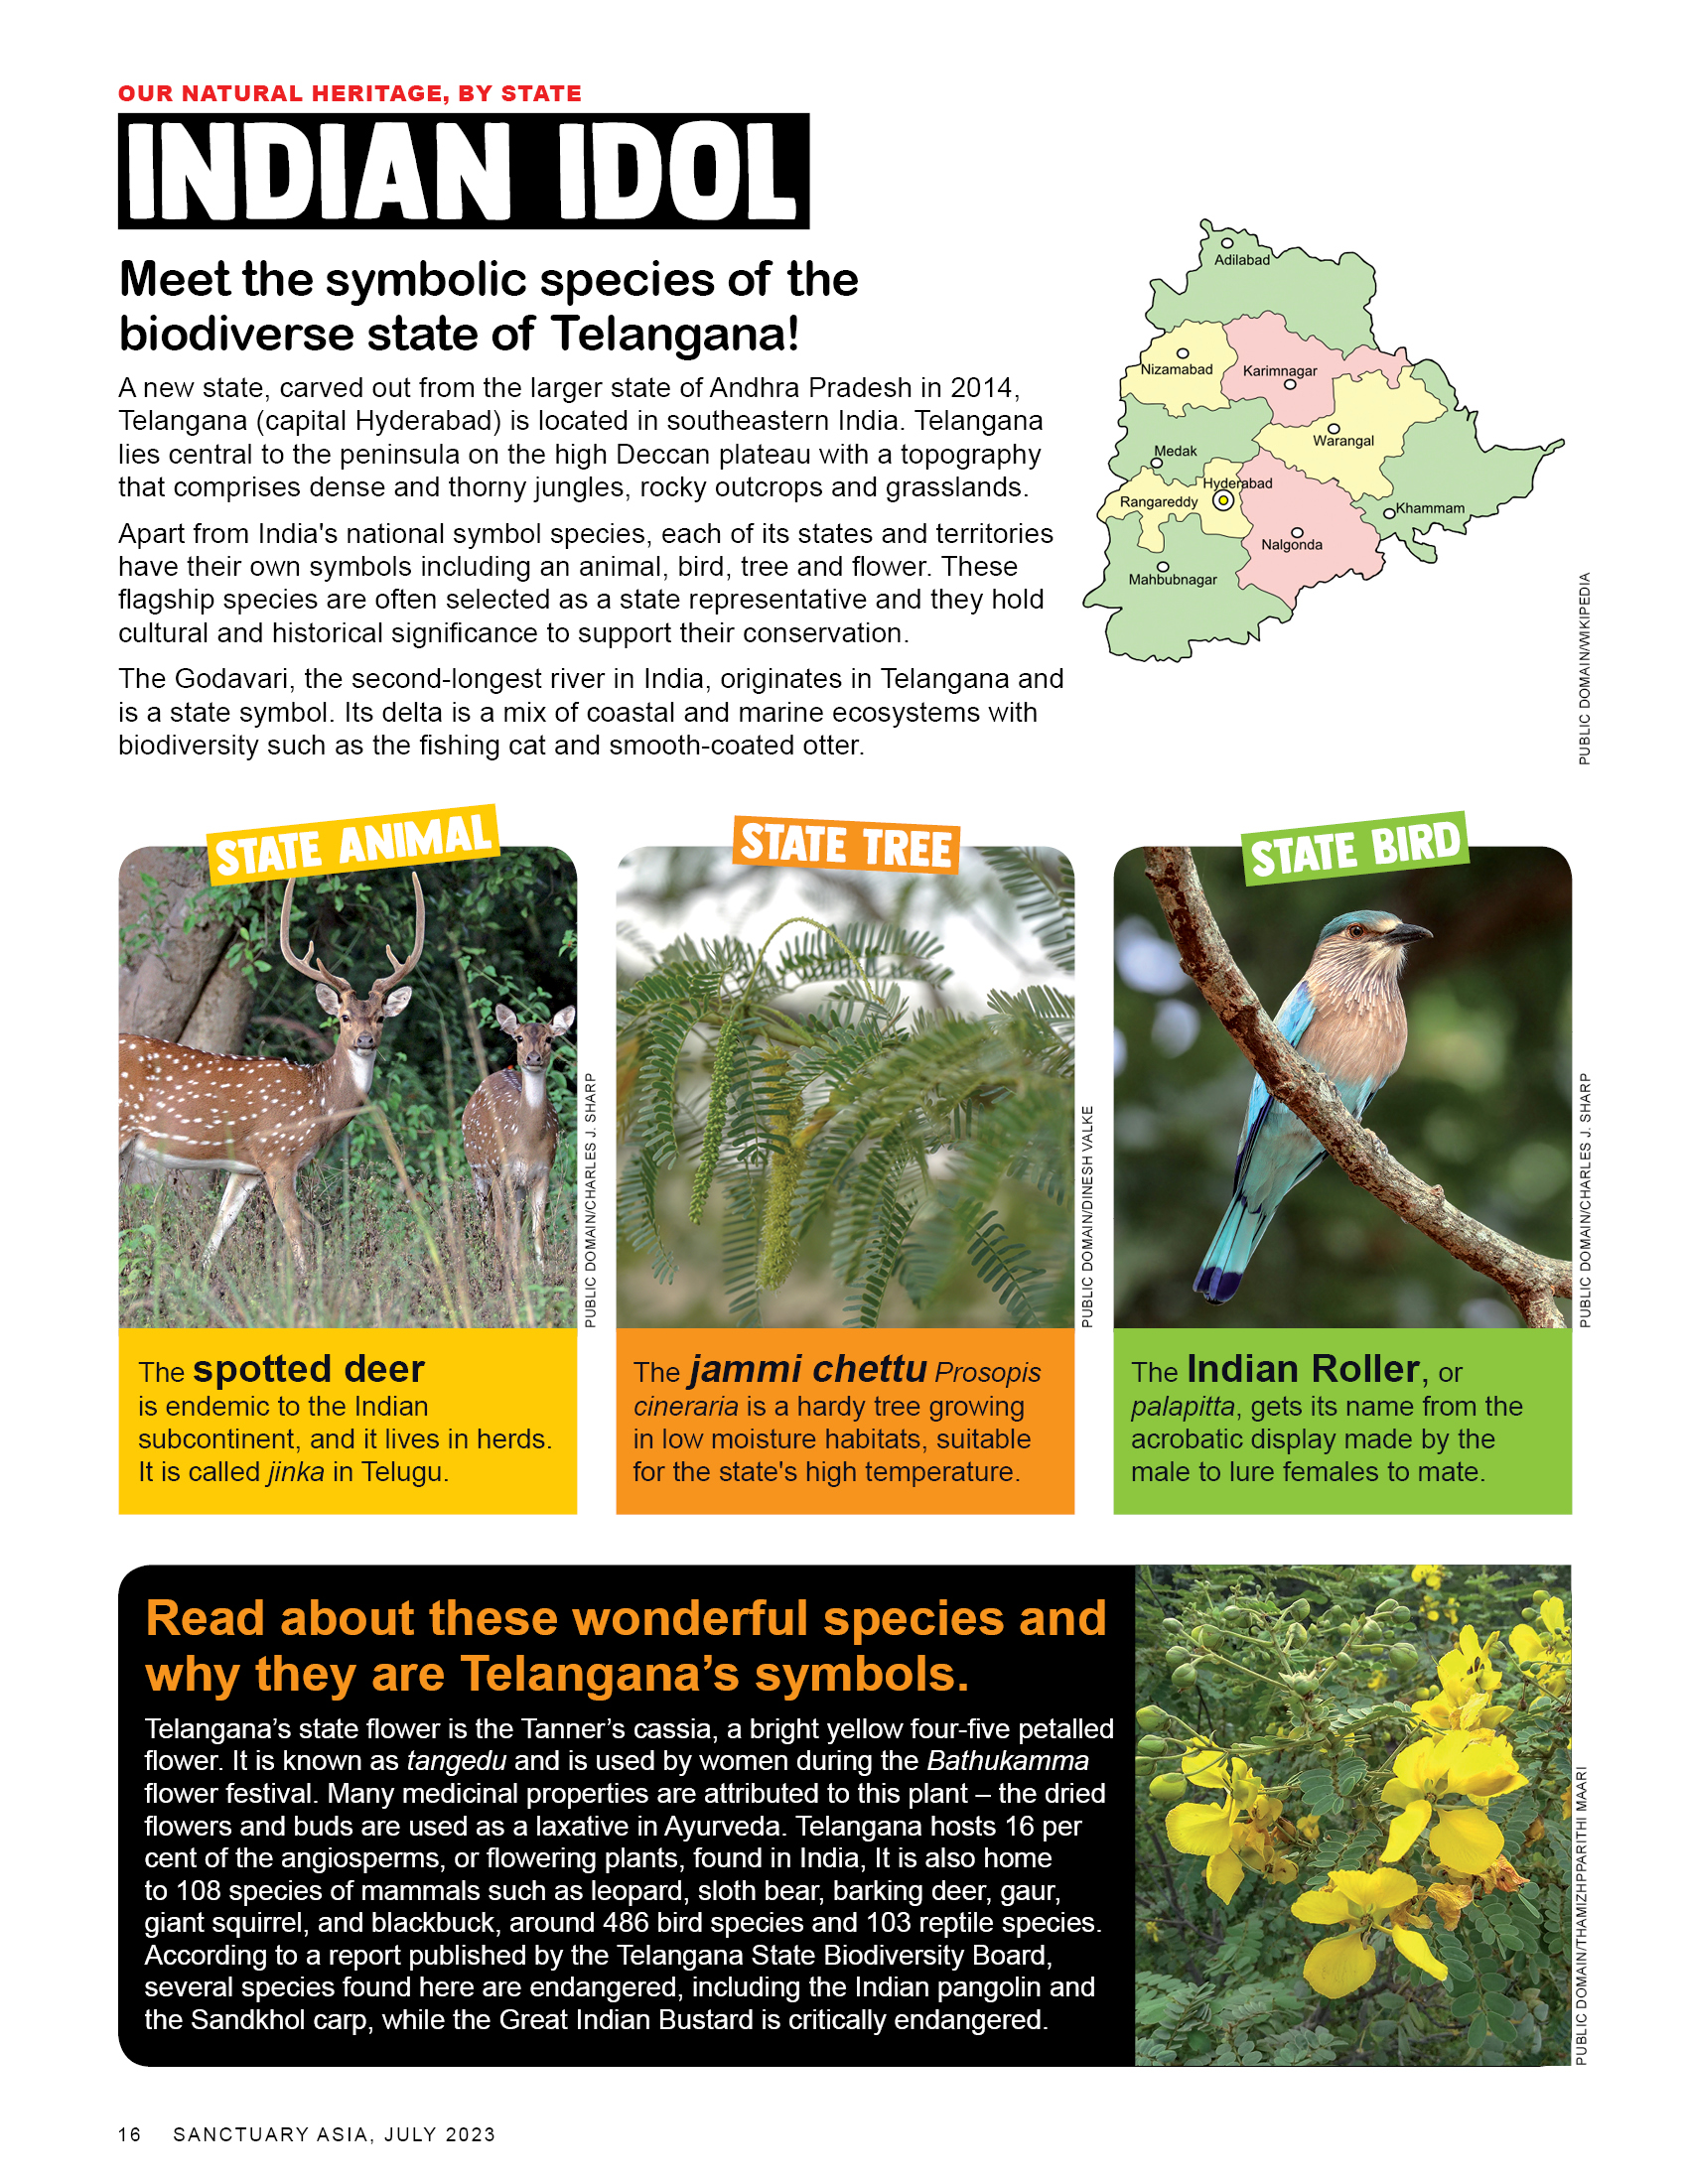 OUR NATURAL HERITAGE, BY STATE
INDIAN IDOL
Meet the symbolic species of the
biodiverse state of Telangana!
A new state, carved out from the larger state of Andhra Pradesh in 2014,
Telangana (capital Hyderabad) is located in southeastern India. Telangana
lies central to the peninsula on the high Deccan plateau with a topography
that comprises dense and thorny jungles, rocky outcrops and grasslands.
Apart from India's national symbol species, each of its states and territories
have their own symbols including an animal, bird, tree and flower. These
flagship species are often selected as a state representative and they hold
cultural and historical significance to support their conservation.
The Godavari, the second-longest river in India, originates in Telangana and
is a state symbol. Its delta is a mix of coastal and marine ecosystems with
biodiversity such as the fishing cat and smooth-coated otter.
Adilabad
Nizamabad
Karimnagar
Warangal
Medak
Hyderabad
Rangareddy
Khammam
Nalgonda
Mahbubnagar
PUBLIC DOMAIN/WIKIPEDIA
STATE ANIMAL
PUBLIC DOMAIN/CHARLES J. SHARP
The spotted deer
is endemic to the Indian
subcontinent, and it lives in herds.
It is called jinka in Telugu.
STATE TREE
PUBLIC DOMAIN/DINESH VALKE
The jammi chettu Prosopis
cineraria is a hardy tree growing
in low moisture habitats, suitable
for the state's high temperature.
STATE BIRD
PUBLIC DOMAIN/CHARLES J. SHARP
The Indian Roller, or
palapitta, gets its name from the
acrobatic display made by the
male to lure females to mate.
Read about these wonderful species and
why they are Telangana’s symbols.
Telangana’s state flower is the Tanner’s cassia, a bright yellow four-five petalled
flower. It is known as tangedu and is used by women during the Bathukamma
flower festival. Many medicinal properties are attributed to this plant – the dried
flowers and buds are used as a laxative in Ayurveda. Telangana hosts 16 per
cent of the angiosperms, or flowering plants, found in India, It is also home
to 108 species of mammals such as leopard, sloth bear, barking deer, gaur,
giant squirrel, and blackbuck, around 486 bird species and 103 reptile species.
According to a report published by the Telangana State Biodiversity Board,
several species found here are endangered, including the Indian pangolin and
the Sandkhol carp, while the Great Indian Bustard is critically endangered.
PUBLIC DOMAIN/THAMIZHPPARITHI MAARI
16 SANCTUARY ASIA, JULY 2023